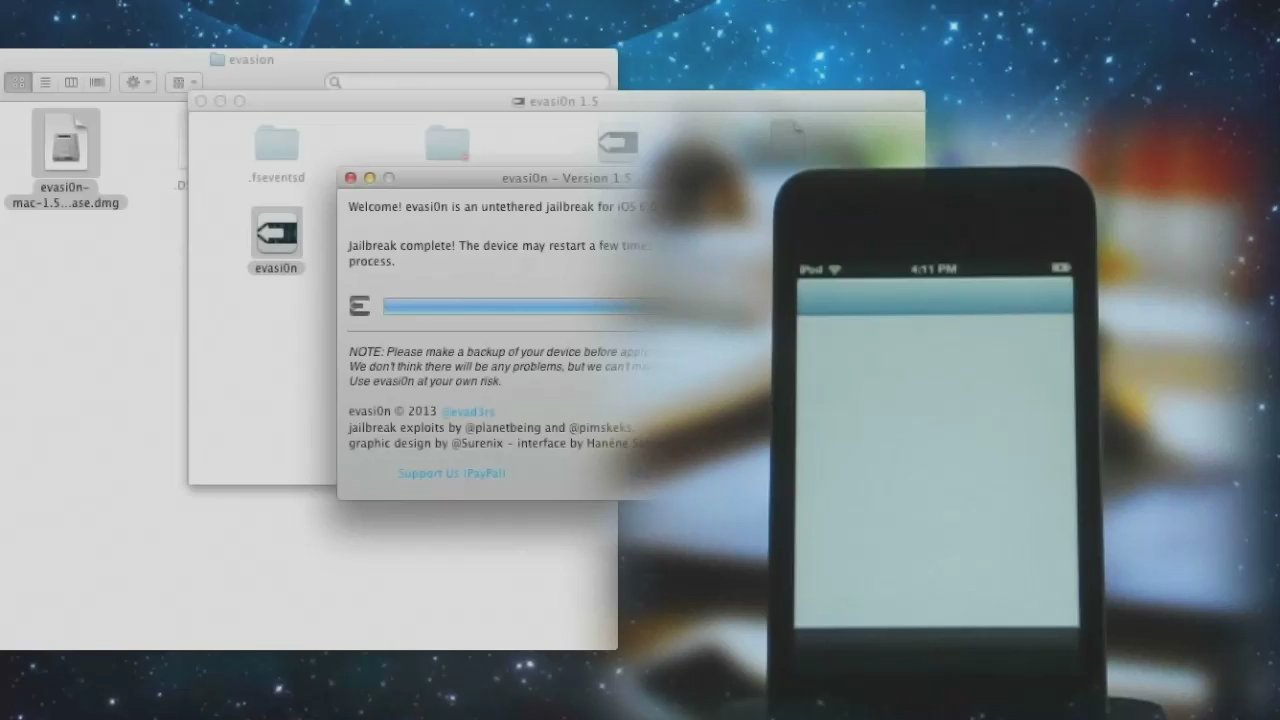 evasion
evasi0n 1.5
evasi0n-
mac-1.5...ase.dmg
.D
.fseventsd
evasi0n
evasi0n - Version 1.5
Welcome! evasi0n is an untethered jailbreak for iOS 6
Jailbreak complete! The device may restart a few time
process.
NOTE: Please make a backup of your device before
We don't think there will be any problems, but we can't
Use evasi0n at your own risk.
evasi0n © 2013 @evad3rs
jailbreak exploits by @planetbeing and @pimskeks.
graphic design by @Surenix - interface by Hanéne
Support Us (PayPal)
iPod
4:11 PM